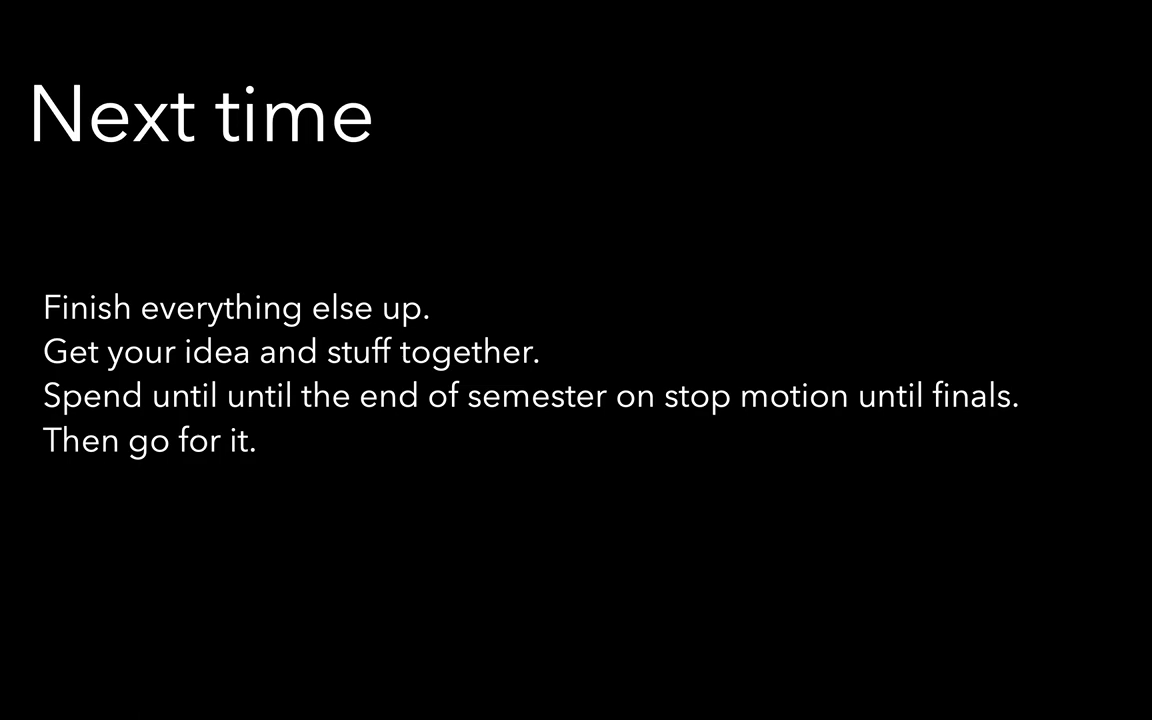 Next time
Finish everything else up.
Get your idea and stuff together.
Spend until until the end of semester on stop motion until finals.
Then go for it.